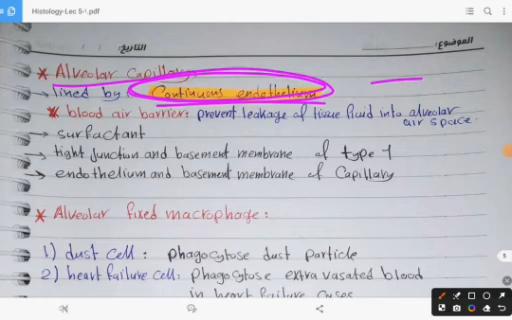 Histology-Lec 5-1.pdf
الموضوع:
التاريخ:
* Alveolar Capillary:
→ lined by Continuous endothelium
* blood air barrier: prevent leakage of tissue fluid into alveolar
air space.
→ surfactant
→ tight junction and basement membrane of type 1
→ endothelium and basement membrane of Capillary
* Alveolar fixed macrophage:
1) dust cell: phagocytose dust particle
2) heart failure cell: phagocytose extravasated blood
in heart failure cases